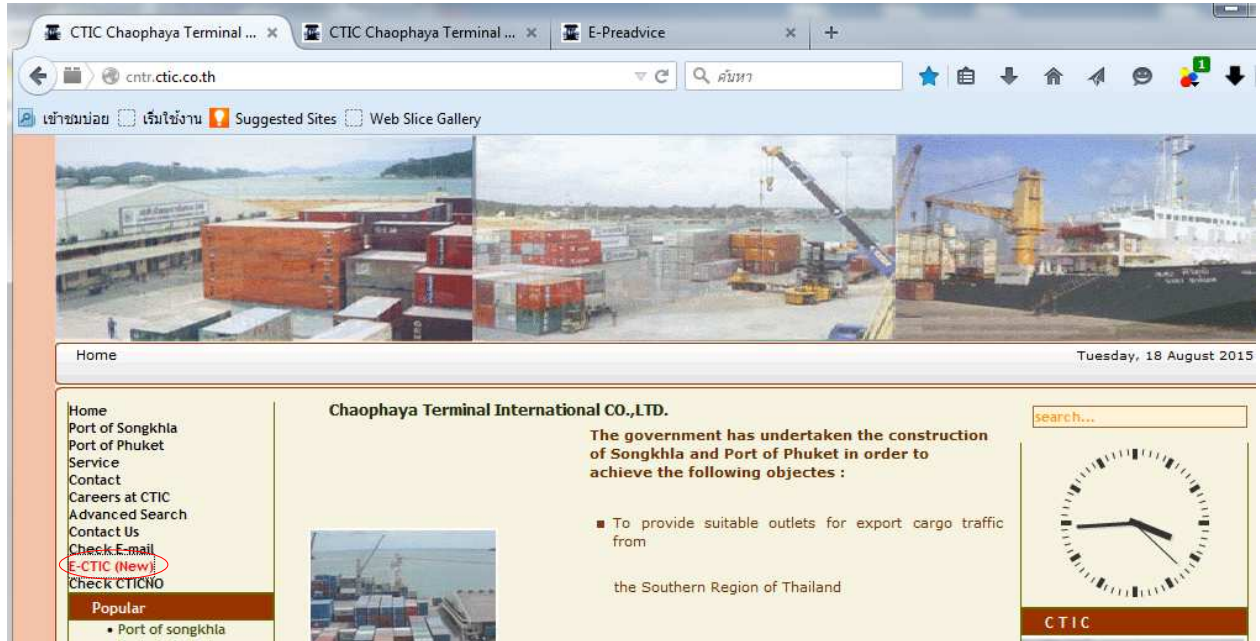 CTIC Chaophaya Terminal ... ×
CTIC Chaophaya Terminal ... ×
E-Preadvice ×
+
cntr.ctic.co.th
ค้นหา
1
เข้าชมบ่อย
เริ่มใช้งาน
Suggested Sites
Web Slice Gallery
Home
Tuesday, 18 August 2015
Home
Port of Songkhla
Port of Phuket
Service
Contact
Careers at CTIC
Advanced Search
Contact Us
Check E-mail
E-CTIC (New)
Check CTICNO
Popular
• Port of songkhla
Chaophaya Terminal International CO.,LTD.
The government has undertaken the construction
of Songkhla and Port of Phuket in order to
achieve the following objectes :
■ To provide suitable outlets for export cargo traffic
from
the Southern Region of Thailand
search...
CTIC